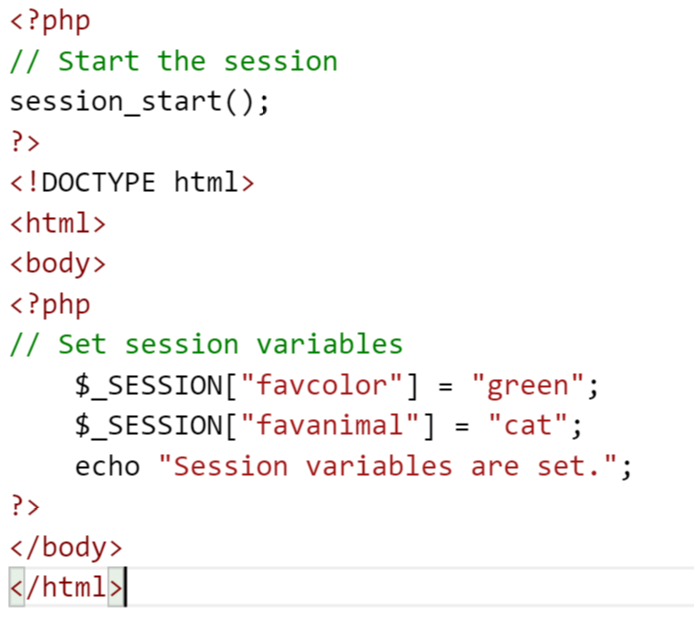 <?php
// Start the session
session_start();
?>
<!DOCTYPE html>
<html>
<body>
<?php
// Set session variables
    $_SESSION["favcolor"] = "green";
    $_SESSION["favanimal"] = "cat";
    echo "Session variables are set.";
?>
</body>
</html>